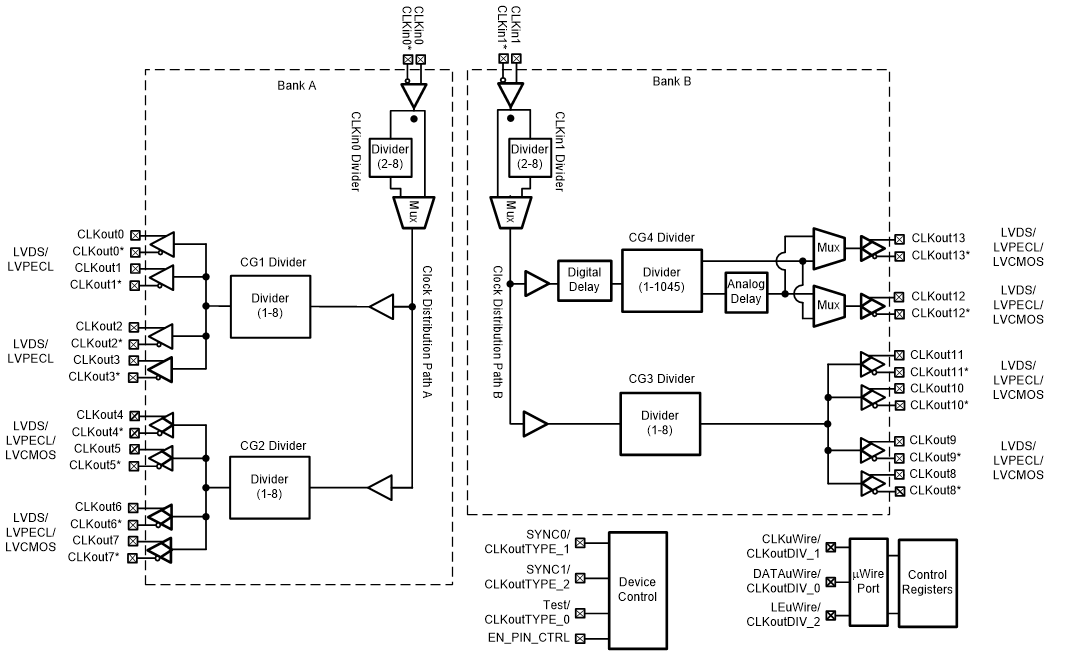 CLKin0*
CLKin0
CLKin1*
CLKin1
Bank A
Bank B
CLKin0 Divider
Divider
(2-8)
Mux
Divider
(2-8)
CLKin1 Divider
Mux
CLKout0
CLKout0*
CLKout1
CLKout1*
LVDS/
LVPECL
CLKout2
CLKout2*
CLKout3
CLKout3*
LVDS/
LVPECL
CLKout4
CLKout4*
CLKout5
CLKout5*
LVDS/
LVPECL/
LVCMOS
CLKout6
CLKout6*
CLKout7
CLKout7*
LVDS/
LVPECL/
LVCMOS
CG1 Divider
Divider
(1-8)
CG2 Divider
Divider
(1-8)
Clock Distribution Path A
Clock Distribution Path B
Digital
Delay
CG4 Divider
Divider
(1-1045)
Analog
Delay
Mux
Mux
CLKout13
CLKout13*
LVDS/
LVPECL/
LVCMOS
CLKout12
CLKout12*
LVDS/
LVPECL/
LVCMOS
CG3 Divider
Divider
(1-8)
CLKout11
CLKout11*
CLKout10
CLKout10*
LVDS/
LVPECL/
LVCMOS
CLKout9
CLKout9*
CLKout8
CLKout8*
LVDS/
LVPECL/
LVCMOS
SYNC0/
CLKoutTYPE_1
SYNC1/
CLKoutTYPE_2
Test/
CLKoutTYPE_0
EN_PIN_CTRL
Device
Control
CLKuWire/
CLKoutDIV_1
DATAuWire/
CLKoutDIV_0
LEuWire/
CLKoutDIV_2
µWire
Port
Control
Registers